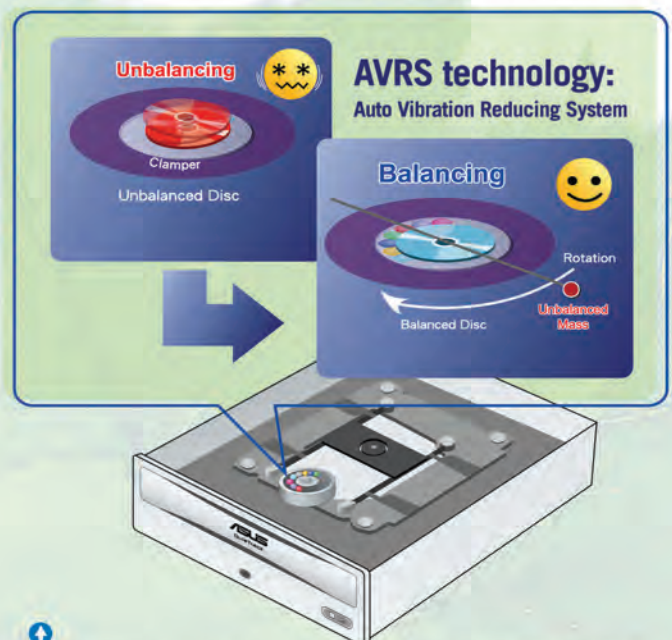 Unbalancing
Clamper
Unbalanced Disc
AVRS technology:
Auto Vibration Reducing System
Balancing
Rotation
Unbalanced
Mass
Balanced Disc
ASUS